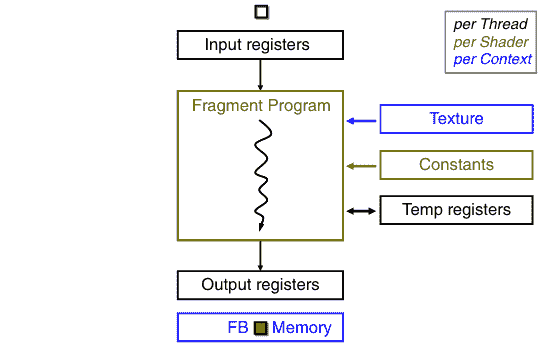 Input registers
per Thread
per Shader
per Context
Fragment Program
Texture
Constants
Temp registers
Output registers
FB Memory